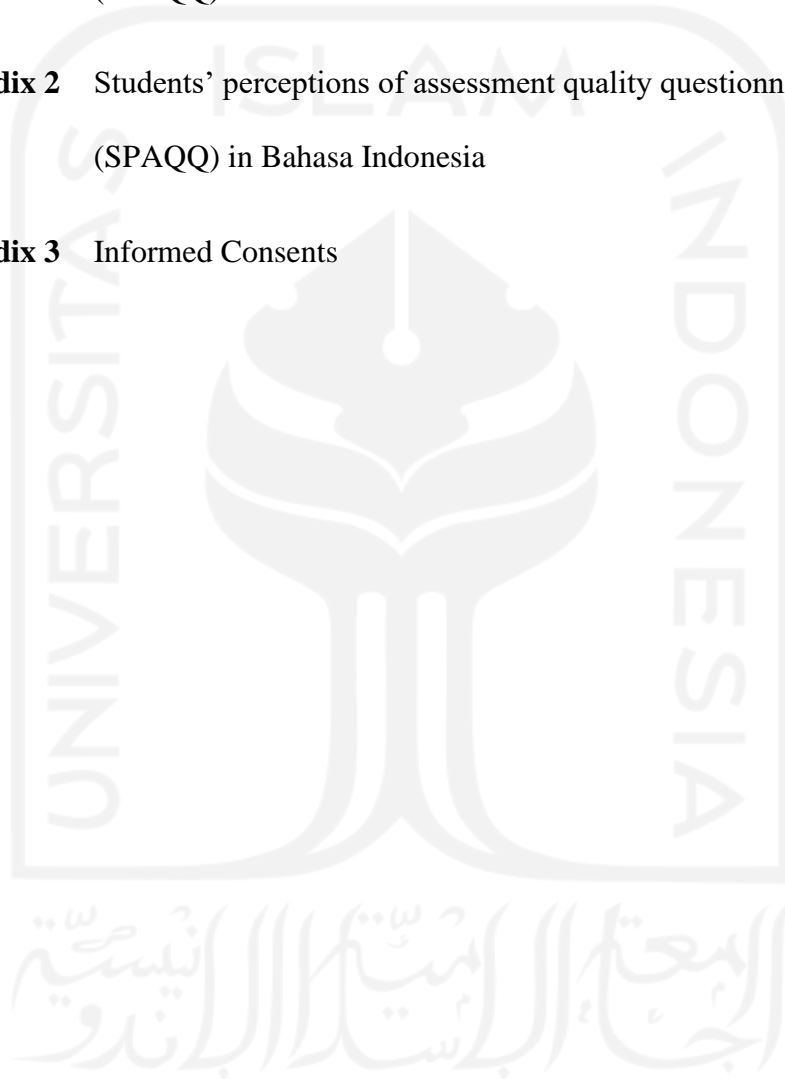 dix 2 Students’ perceptions of assessment quality questionn
(SPAQQ) in Bahasa Indonesia
dix 3 Informed Consents
ISLAM
UNIVERSITAS
INDONESIA